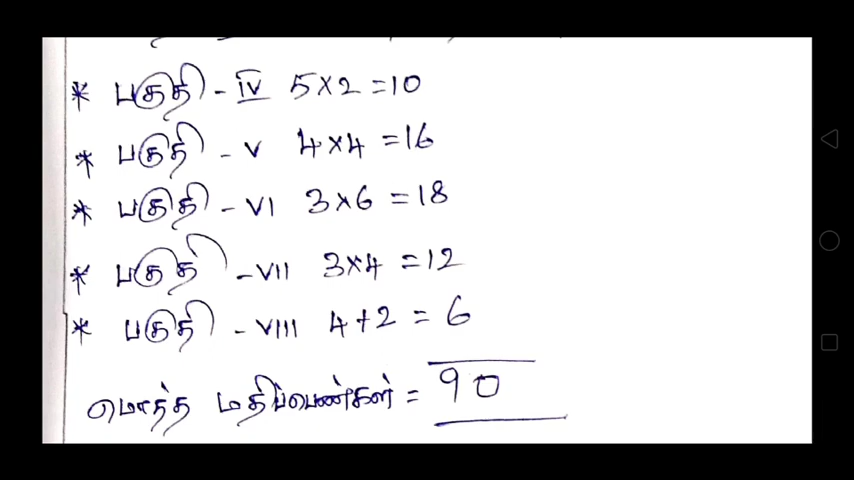 * பகுதி - IV 5×2 =10
* பகுதி - V 4×4 =16
* பகுதி - VI 3×6 =18
* பகுதி - VII 3×4 =12
* பகுதி - VIII 4+2 = 6
மொத்த மதிப்பெண்கள் = 90